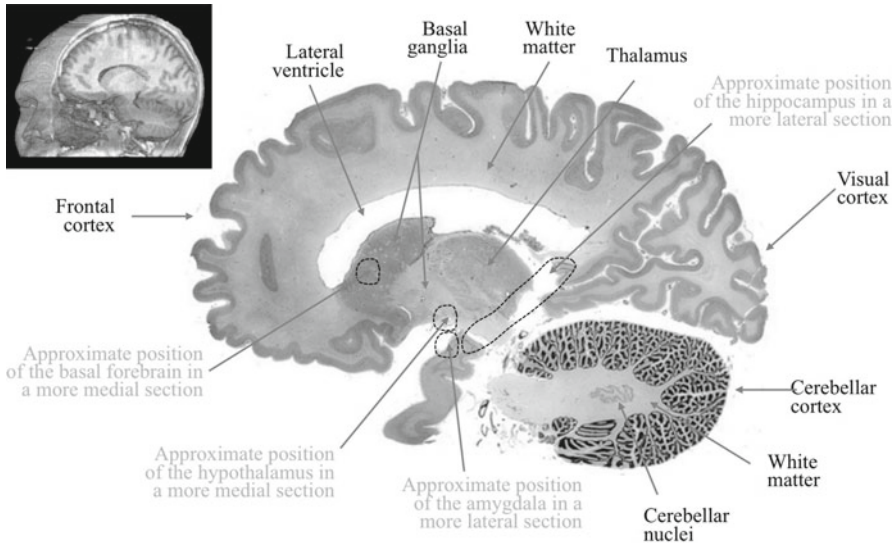 Basal
ganglia
White
matter
Lateral
ventricle
Thalamus
Approximate position
of the hippocampus in a
more lateral section
Visual
cortex
Frontal
cortex
Approximate position
of the basal forebrain in
a more medial section
Cerebellar
cortex
Approximate position
of the hypothalamus in
a more medial section
White
matter
Approximate position
of the amygdala in a
more lateral section
Cerebellar
nuclei